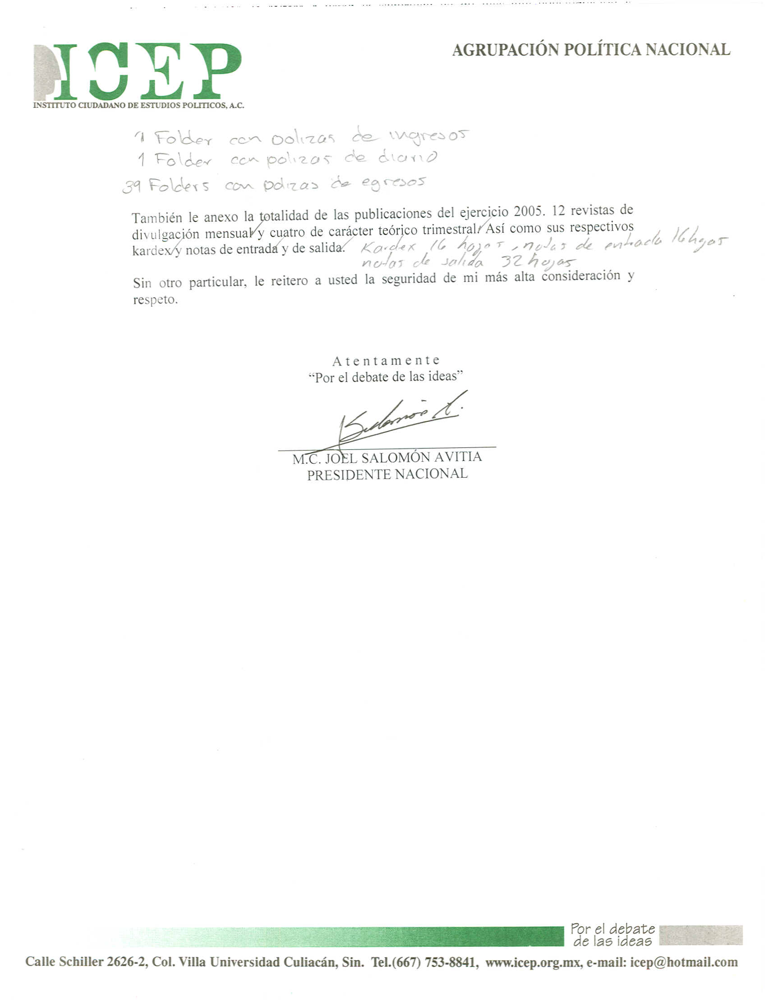 ICEP
INSTITUTO CIUDADANO DE ESTUDIOS POLITICOS, A.C.
AGRUPACIÓN POLÍTICA NACIONAL
1 Folder con polizas de ingresos
1 Folder con polizas de diario
39 Folders con polizas de egresos
También le anexo la totalidad de las publicaciones del ejercicio 2005. 12 revistas de
divulgación mensual y cuatro de carácter teórico trimestral. Así como sus respectivos
kardex y notas de entrada y de salida. Kardex 16 hojas, notas de entrada 16 hojas
notas de salida 32 hojas
Sin otro particular, le reitero a usted la seguridad de mi más alta consideración y
respeto.
Atentamente
“Por el debate de las ideas”
M.C. JOEL SALOMÓN AVITIA
PRESIDENTE NACIONAL
Por el debate
de las ideas
Calle Schiller 2626-2, Col. Villa Universidad Culiacán, Sin. Tel.(667) 753-8841, www.icep.org.mx, e-mail: icep@hotmail.com